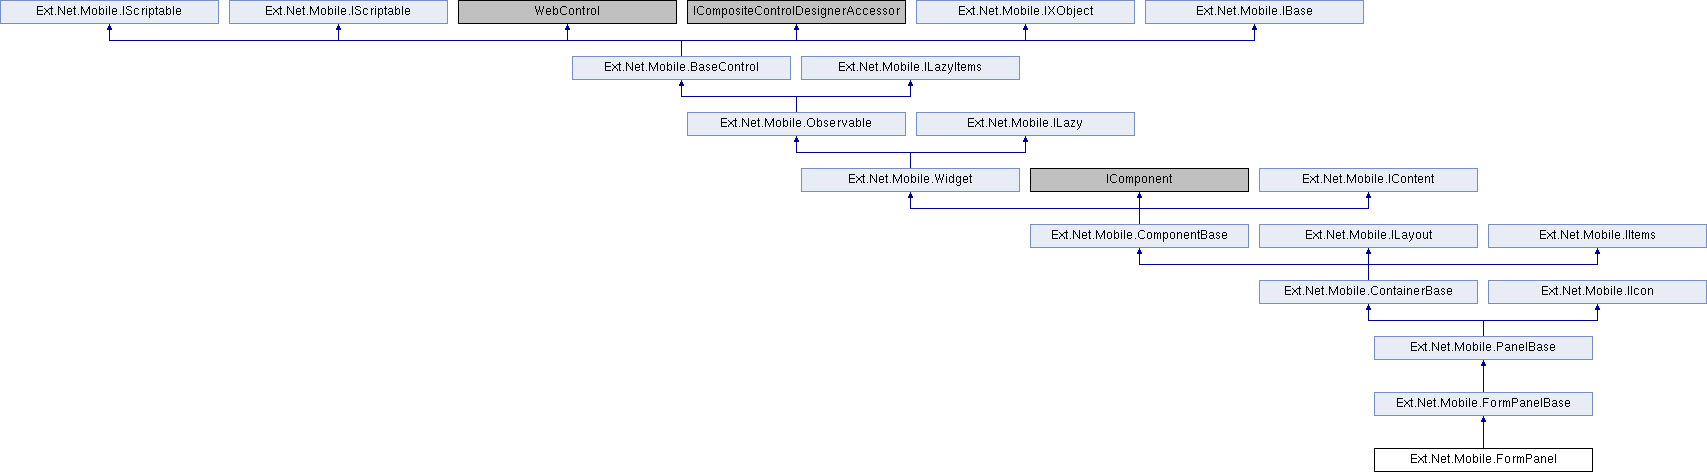 Ext.Net.Mobile.IScriptable
Ext.Net.Mobile.IScriptable
WebControl
ICompositeControlDesignerAccessor
Ext.Net.Mobile.IXObject
Ext.Net.Mobile.IBase
Ext.Net.Mobile.BaseControl
Ext.Net.Mobile.ILazyItems
Ext.Net.Mobile.Observable
Ext.Net.Mobile.ILazy
Ext.Net.Mobile.Widget
IComponent
Ext.Net.Mobile.IContent
Ext.Net.Mobile.ComponentBase
Ext.Net.Mobile.ILayout
Ext.Net.Mobile.IItems
Ext.Net.Mobile.ContainerBase
Ext.Net.Mobile.IIcon
Ext.Net.Mobile.PanelBase
Ext.Net.Mobile.FormPanelBase
Ext.Net.Mobile.FormPanel